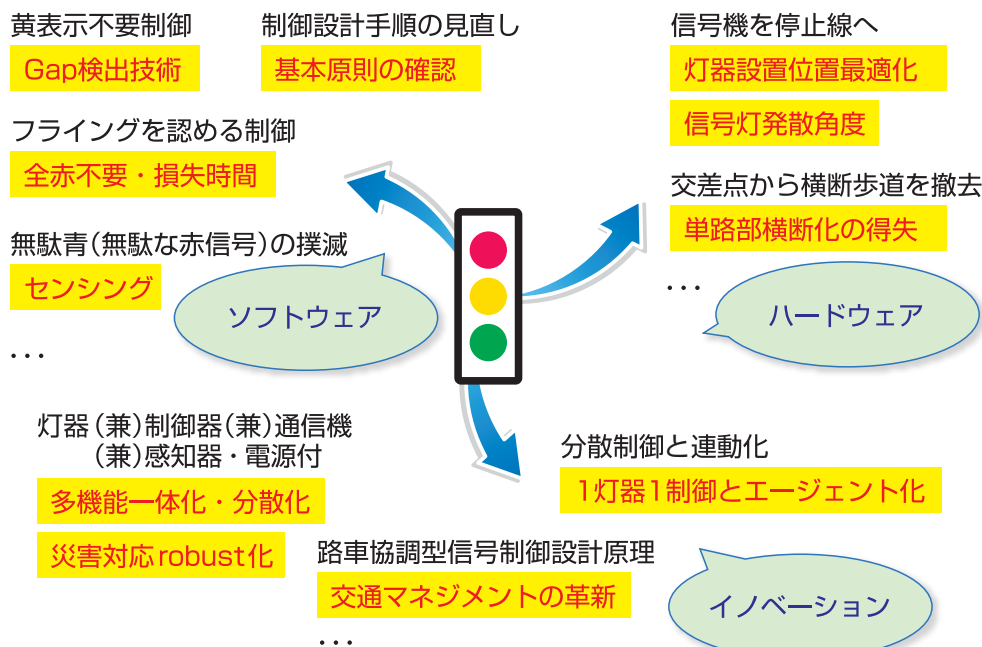 黄表示不要制御
Gap検出技術
制御設計手順の見直し
基本原則の確認
フライングを認める制御
全赤不要・損失時間
無駄青(無駄な赤信号)の撲滅
センシング
...
ソフトウェア
信号機を停止線へ
灯器設置位置最適化
信号灯発散角度
交差点から横断歩道を撤去
単路部横断化の得失
...
ハードウェア
灯器(兼)制御器(兼)通信機
(兼)感知器・電源付
多機能一体化・分散化
災害対応robust化
分散制御と連動化
1灯器1制御とエージェント化
路車協調型信号制御設計原理
交通マネジメントの革新
...
イノベーション